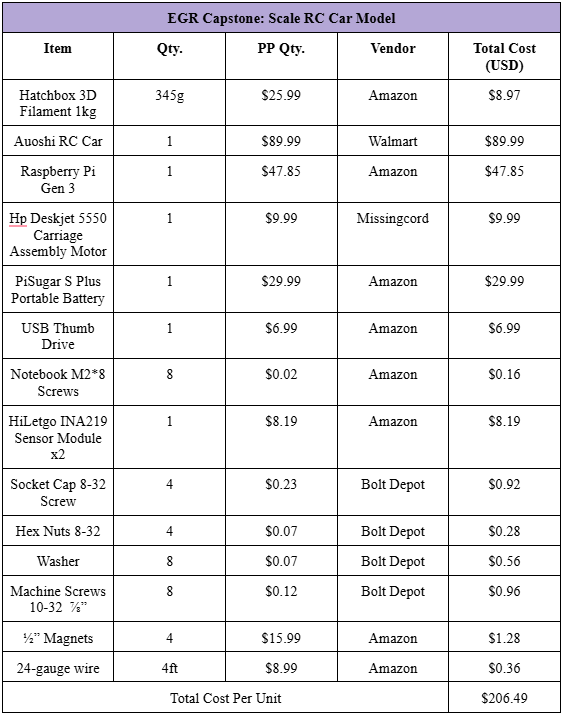 EGR Capstone: Scale RC Car Model
Item Qty. PP Qty. Vendor Total Cost
(USD)
Hatchbox 3D
Filament 1kg 345g $25.99 Amazon $8.97
Auoshi RC Car 1 $89.99 Walmart $89.99
Raspberry Pi
Gen 3 1 $47.85 Amazon $47.85
Hp Deskjet 5550
Carriage
Assembly Motor 1 $9.99 Missingcord $9.99
PiSugar S Plus
Portable Battery 1 $29.99 Amazon $29.99
USB Thumb
Drive 1 $6.99 Amazon $6.99
Notebook M2*8
Screws 8 $0.02 Amazon $0.16
HiLetgo INA219
Sensor Module
x2 1 $8.19 Amazon $8.19
Socket Cap 8-32
Screw 4 $0.23 Bolt Depot $0.92
Hex Nuts 8-32 4 $0.07 Bolt Depot $0.28
Washer 8 $0.07 Bolt Depot $0.56
Machine Screws
10-32 ⅞” 8 $0.12 Bolt Depot $0.96
½” Magnets 4 $15.99 Amazon $1.28
24-gauge wire 4ft $8.99 Amazon $0.36
Total Cost Per Unit $206.49